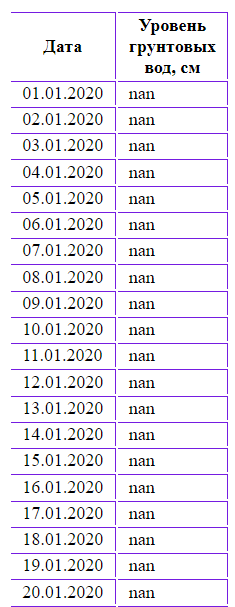 Дата
Уровень
грунтовых
вод, см
01.01.2020 nan
02.01.2020 nan
03.01.2020 nan
04.01.2020 nan
05.01.2020 nan
06.01.2020 nan
07.01.2020 nan
08.01.2020 nan
09.01.2020 nan
10.01.2020 nan
11.01.2020 nan
12.01.2020 nan
13.01.2020 nan
14.01.2020 nan
15.01.2020 nan
16.01.2020 nan
17.01.2020 nan
18.01.2020 nan
19.01.2020 nan
20.01.2020 nan